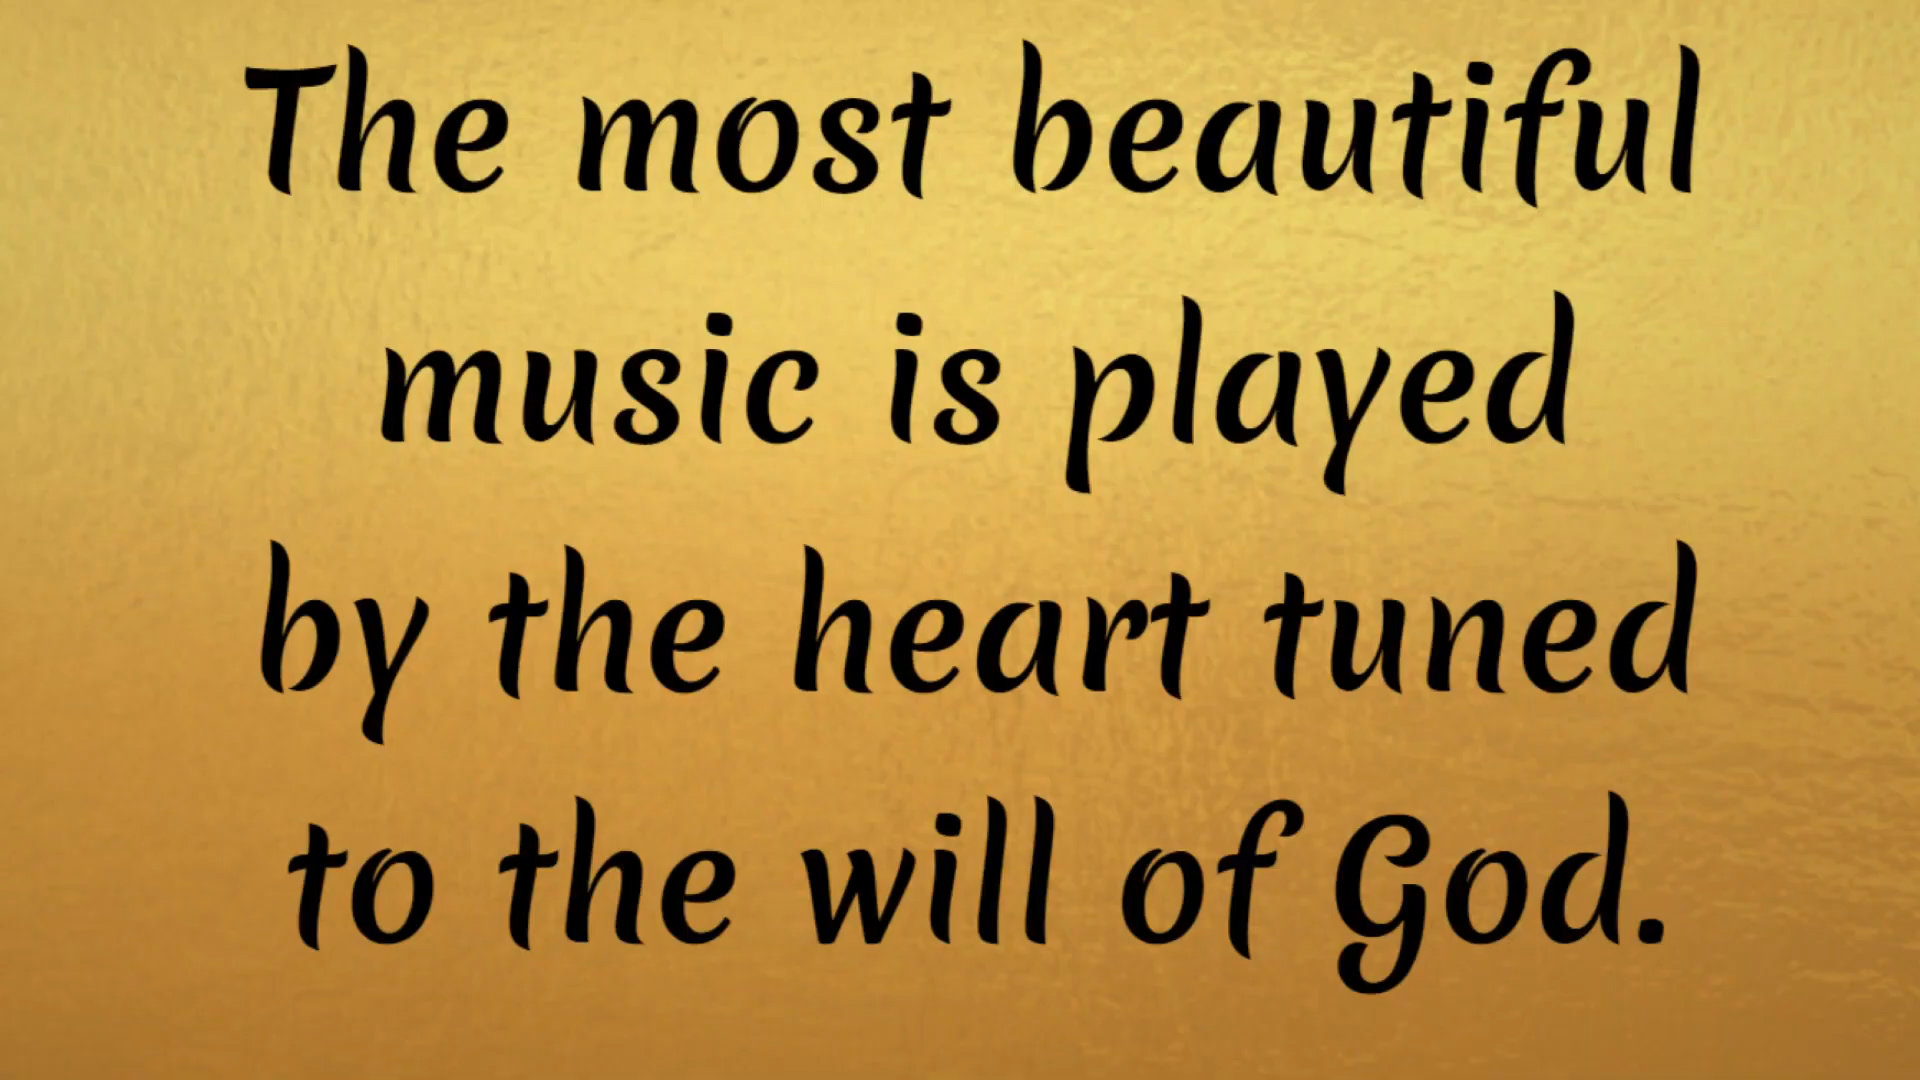 The most beautiful
music is played
by the heart tuned
to the will of God.